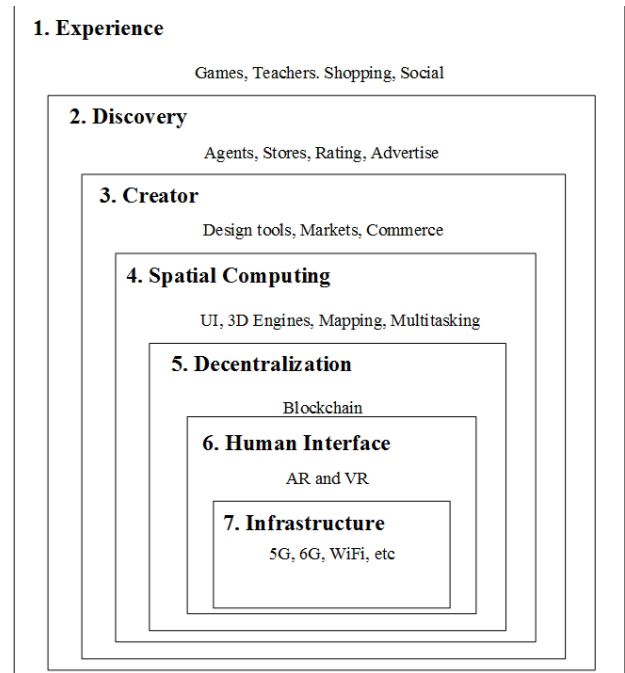 1. Experience
Games, Teachers. Shopping, Social
2. Discovery
Agents, Stores, Rating, Advertise
3. Creator
Design tools, Markets, Commerce
4. Spatial Computing
UI, 3D Engines, Mapping, Multitasking
5. Decentralization
Blockchain
6. Human Interface
AR and VR
7. Infrastructure
5G, 6G, WiFi, etc